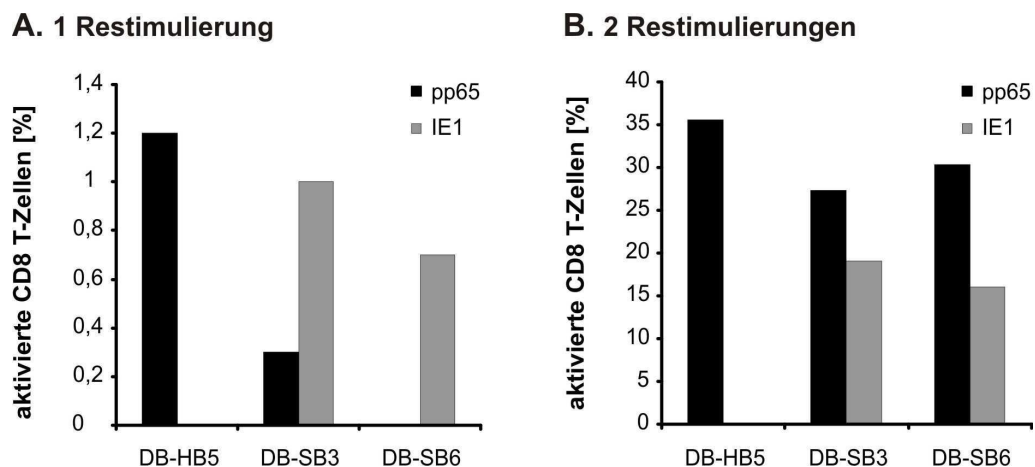 A. 1 Restimulierung
aktivierte CD8 T-Zellen [%]
1,4
1,2
1
0,8
0,6
0,4
0,2
0
pp65
IE1
DB-HB5 DB-SB3 DB-SB6
B. 2 Restimulierungen
aktivierte CD8 T-Zellen [%]
40
35
30
25
20
15
10
5
0
pp65
IE1
DB-HB5 DB-SB3 DB-SB6